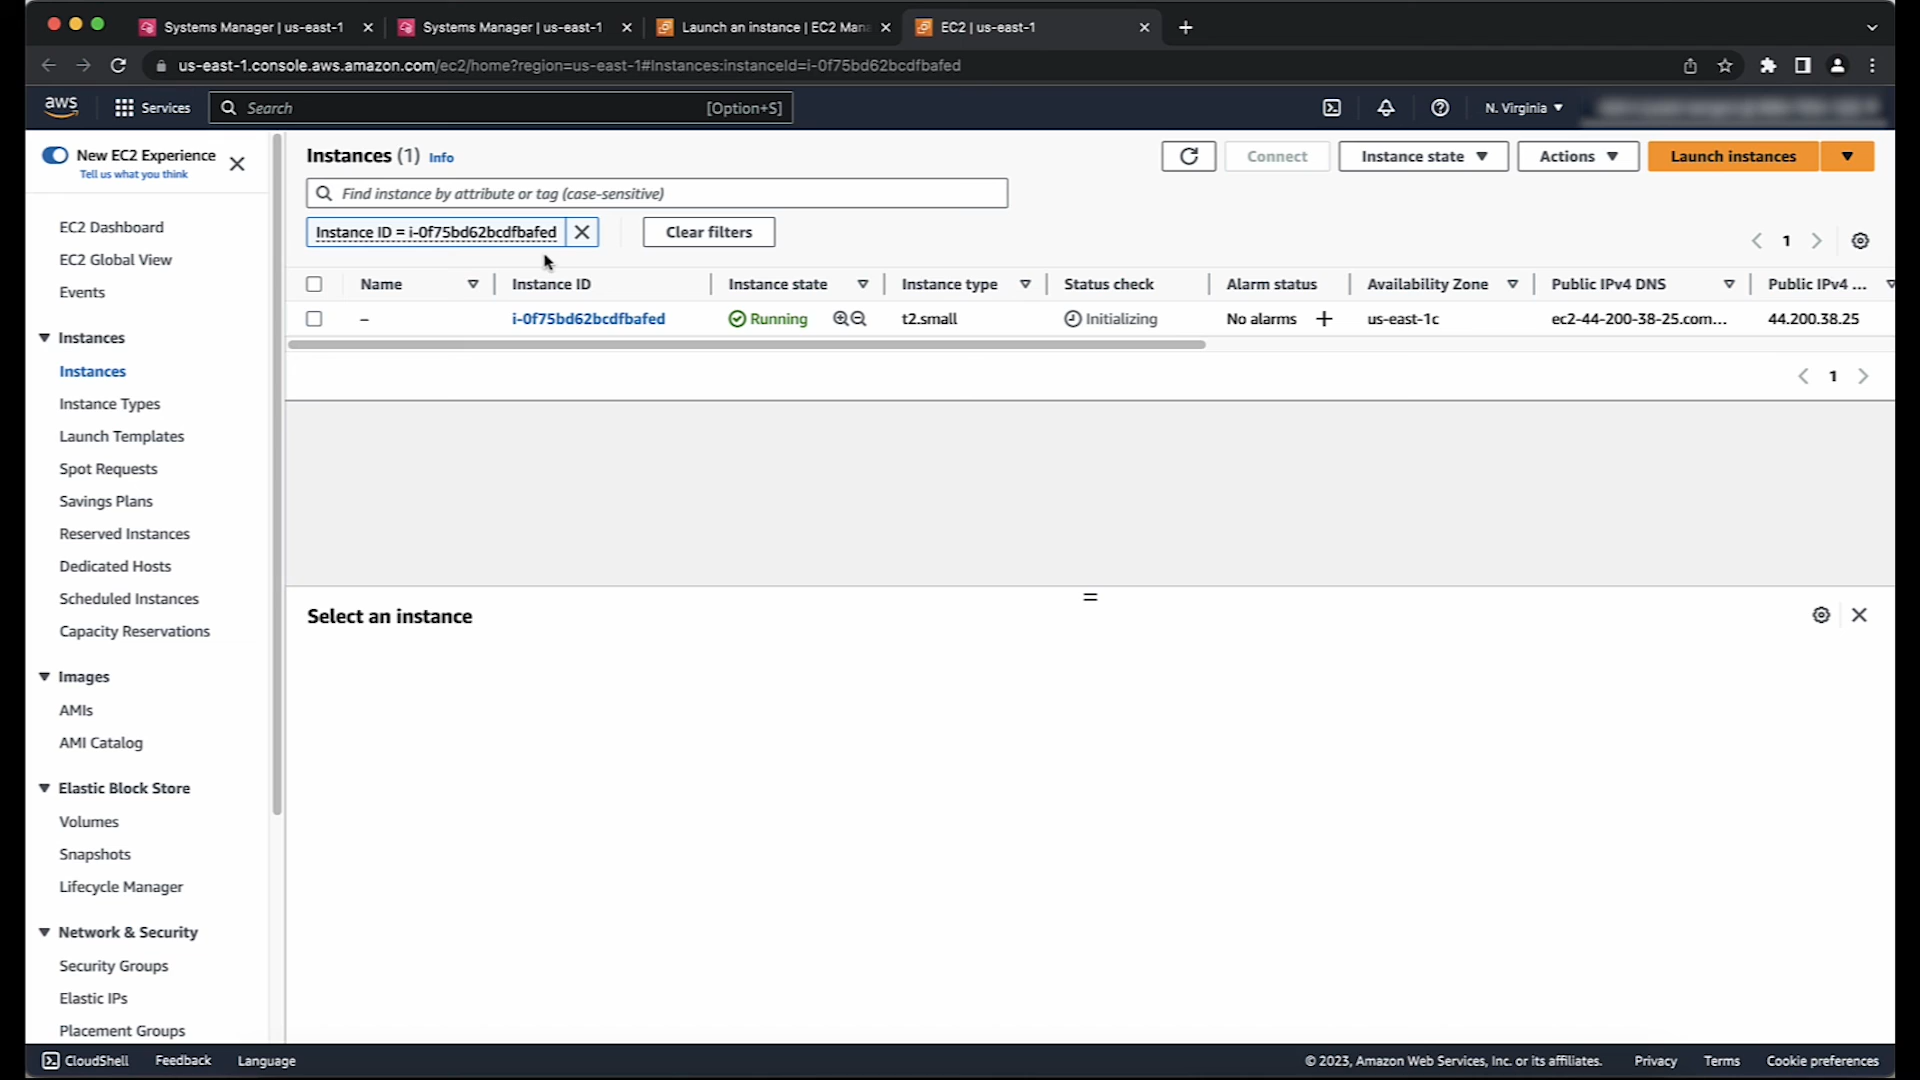 Systems Manager | us-east-1
Systems Manager | us-east-1
Launch an instance | EC2 Man
EC2 | us-east-1
us-east-1.console.aws.amazon.com/ec2/home?region=us-east-1#Instances:instanceId=i-0f75bd62bcdfbafed
aws
Services
Search
[Option+S]
N. Virginia
New EC2 Experience
Tell us what you think
EC2 Dashboard
EC2 Global View
Events
Instances
Instances
Instance Types
Launch Templates
Spot Requests
Savings Plans
Reserved Instances
Dedicated Hosts
Scheduled Instances
Capacity Reservations
Images
AMIs
AMI Catalog
Elastic Block Store
Volumes
Snapshots
Lifecycle Manager
Network & Security
Security Groups
Elastic IPs
Placement Groups
Instances (1) Info
Connect
Instance state
Actions
Launch instances
Find instance by attribute or tag (case-sensitive)
Instance ID = i-0f75bd62bcdfbafed
Clear filters
1
Name Instance ID Instance state Instance type Status check Alarm status Availability Zone Public IPv4 DNS Public IPv4 ...
– i-0f75bd62bcdfbafed Running t2.small Initializing No alarms + us-east-1c ec2-44-200-38-25.com... 44.200.38.25
1
=
Select an instance
CloudShell Feedback Language
© 2023, Amazon Web Services, Inc. or its affiliates. Privacy Terms Cookie preferences